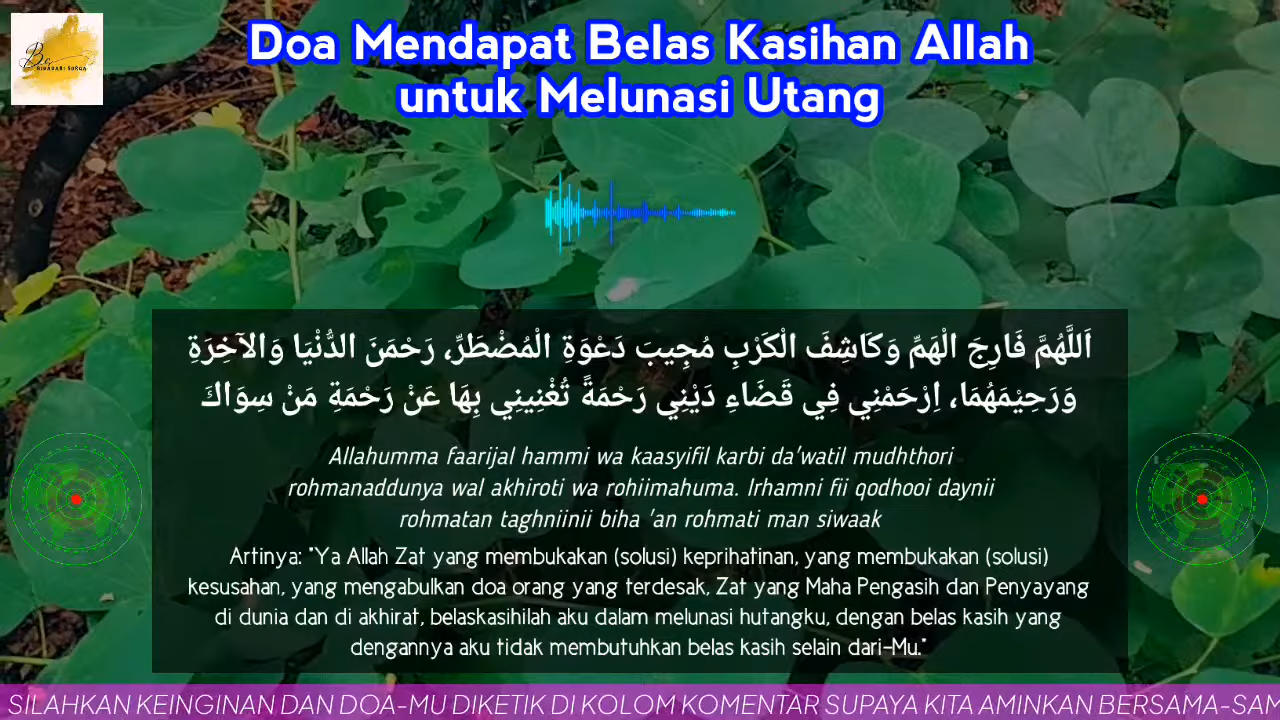 Be
BIDADARI SURGA
Doa Mendapat Belas Kasihan Allah
untuk Melunasi Utang
اَللَّهُمَّ فَارِجَ الْهَمِّ وَكَاشِفَ الْكَرْبِ مُجِيبَ دَعْوَةِ الْمُضْطَرِّ، رَحْمَنَ الدُّنْيَا وَالآخِرَةِ
وَرَحِيْمَهُمَا، اِرْحَمْنِي فِي قَضَاءِ دَيْنِي رَحْمَةً تُغْنِينِي بِهَا عَنْ رَحْمَةِ مَنْ سِوَاكَ
Allahumma faarijal hammi wa kaasyifil karbi da'watil mudhthori
rohmanaddunya wal akhiroti wa rohiimahuma. Irhamni fii qodhooi daynii
rohmatan taghniinii biha 'an rohmati man siwaak
Artinya: "Ya Allah Zat yang membukakan (solusi) keprihatinan, yang membukakan (solusi)
kesusahan, yang mengabulkan doa orang yang terdesak, Zat yang Maha Pengasih dan Penyayang
di dunia dan di akhirat, belaskasihilah aku dalam melunasi hutangku, dengan belas kasih yang
dengannya aku tidak membutuhkan belas kasih selain dari-Mu."
SILAHKAN KEINGINAN DAN DOA-MU DIKETIK DI KOLOM KOMENTAR SUPAYA KITA AMINKAN BERSAMA-SAM